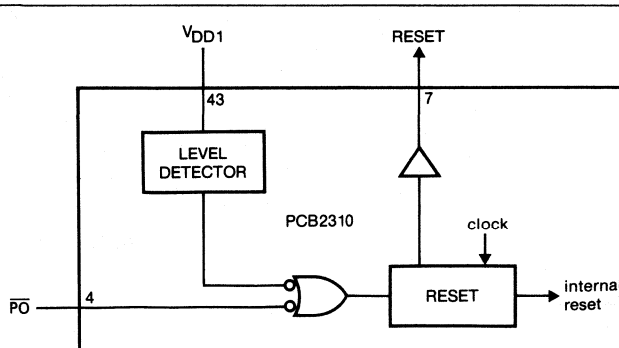 VDD1
RESET
43
7
LEVEL
DETECTOR
PCB2310
clock
PO
4
RESET
interna
reset